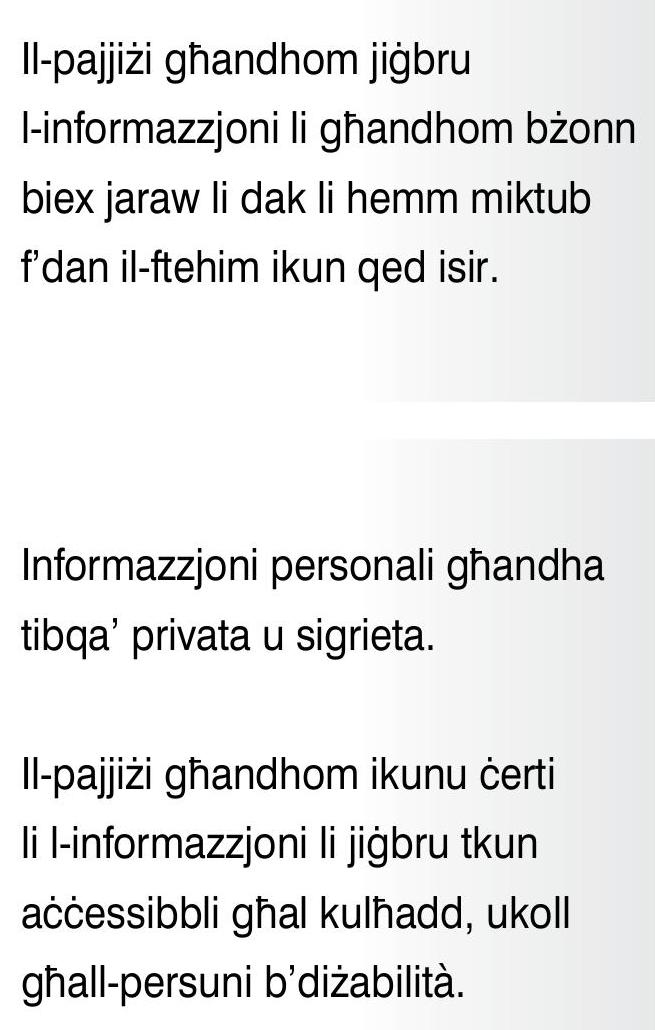 Il-pajjiżi għandhom jiġbru
l-informazzjoni li għandhom bżonn
biex jaraw li dak li hemm miktub
f’dan il-ftehim ikun qed isir.
Informazzjoni personali għandha
tibqa’ privata u sigrieta.
Il-pajjiżi għandhom ikunu ċerti
li l-informazzjoni li jiġbru tkun
aċċessibbli għal kulħadd, ukoll
għall-persuni b’diżabilità.